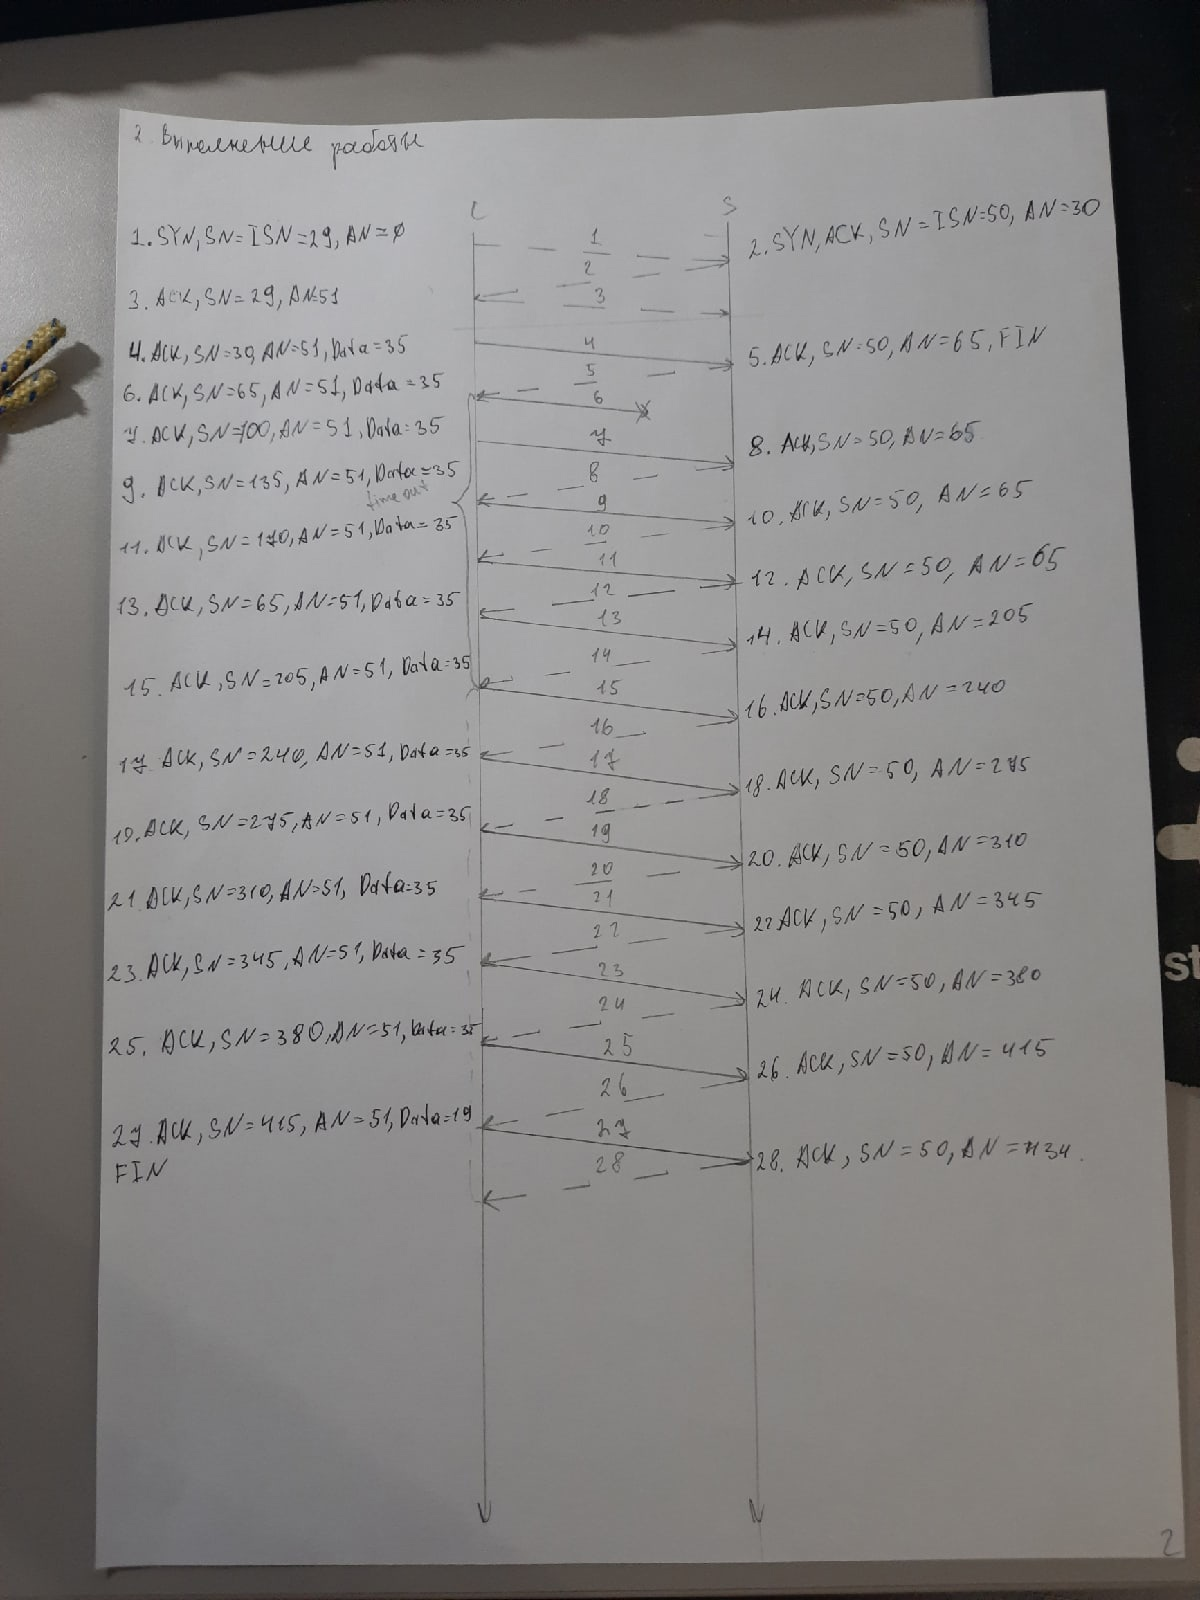 2. Выполнение работы
C S
1. SYN, SN=ISN=29, AN=0
1
2. SYN, ACK, SN=ISN=50, AN=30
2
3. ACK, SN=29, AN=51
3
4. ACK, SN=30, AN=51, Data=35
4
5. ACK, SN=50, AN=65, FIN
5
6. ACK, SN=65, AN=51, Data=35
6
7. ACK, SN=100, AN=51, Data=35
7
8. ACK, SN=50, AN=65
8
9. ACK, SN=135, AN=51, Data=35
time out
9
10. ACK, SN=50, AN=65
10
11. ACK, SN=170, AN=51, Data=35
11
12. ACK, SN=50, AN=65
12
13. ACK, SN=65, AN=51, Data=35
13
14. ACK, SN=50, AN=205
14
15. ACK, SN=205, AN=51, Data=35
15
16. ACK, SN=50, AN=240
16
17. ACK, SN=240, AN=51, Data=35
17
18. ACK, SN=50, AN=275
18
19. ACK, SN=275, AN=51, Data=35
19
20. ACK, SN=50, AN=310
20
21. ACK, SN=310, AN=51, Data=35
21
22 ACK, SN=50, AN=345
22
23. ACK, SN=345, AN=51, Data=35
23
24. ACK, SN=50, AN=380
24
25. ACK, SN=380, AN=51, Data=35
25
26. ACK, SN=50, AN=415
26
27. ACK, SN=415, AN=51, Data=19
FIN
27
28. ACK, SN=50, AN=434.
28
2
st